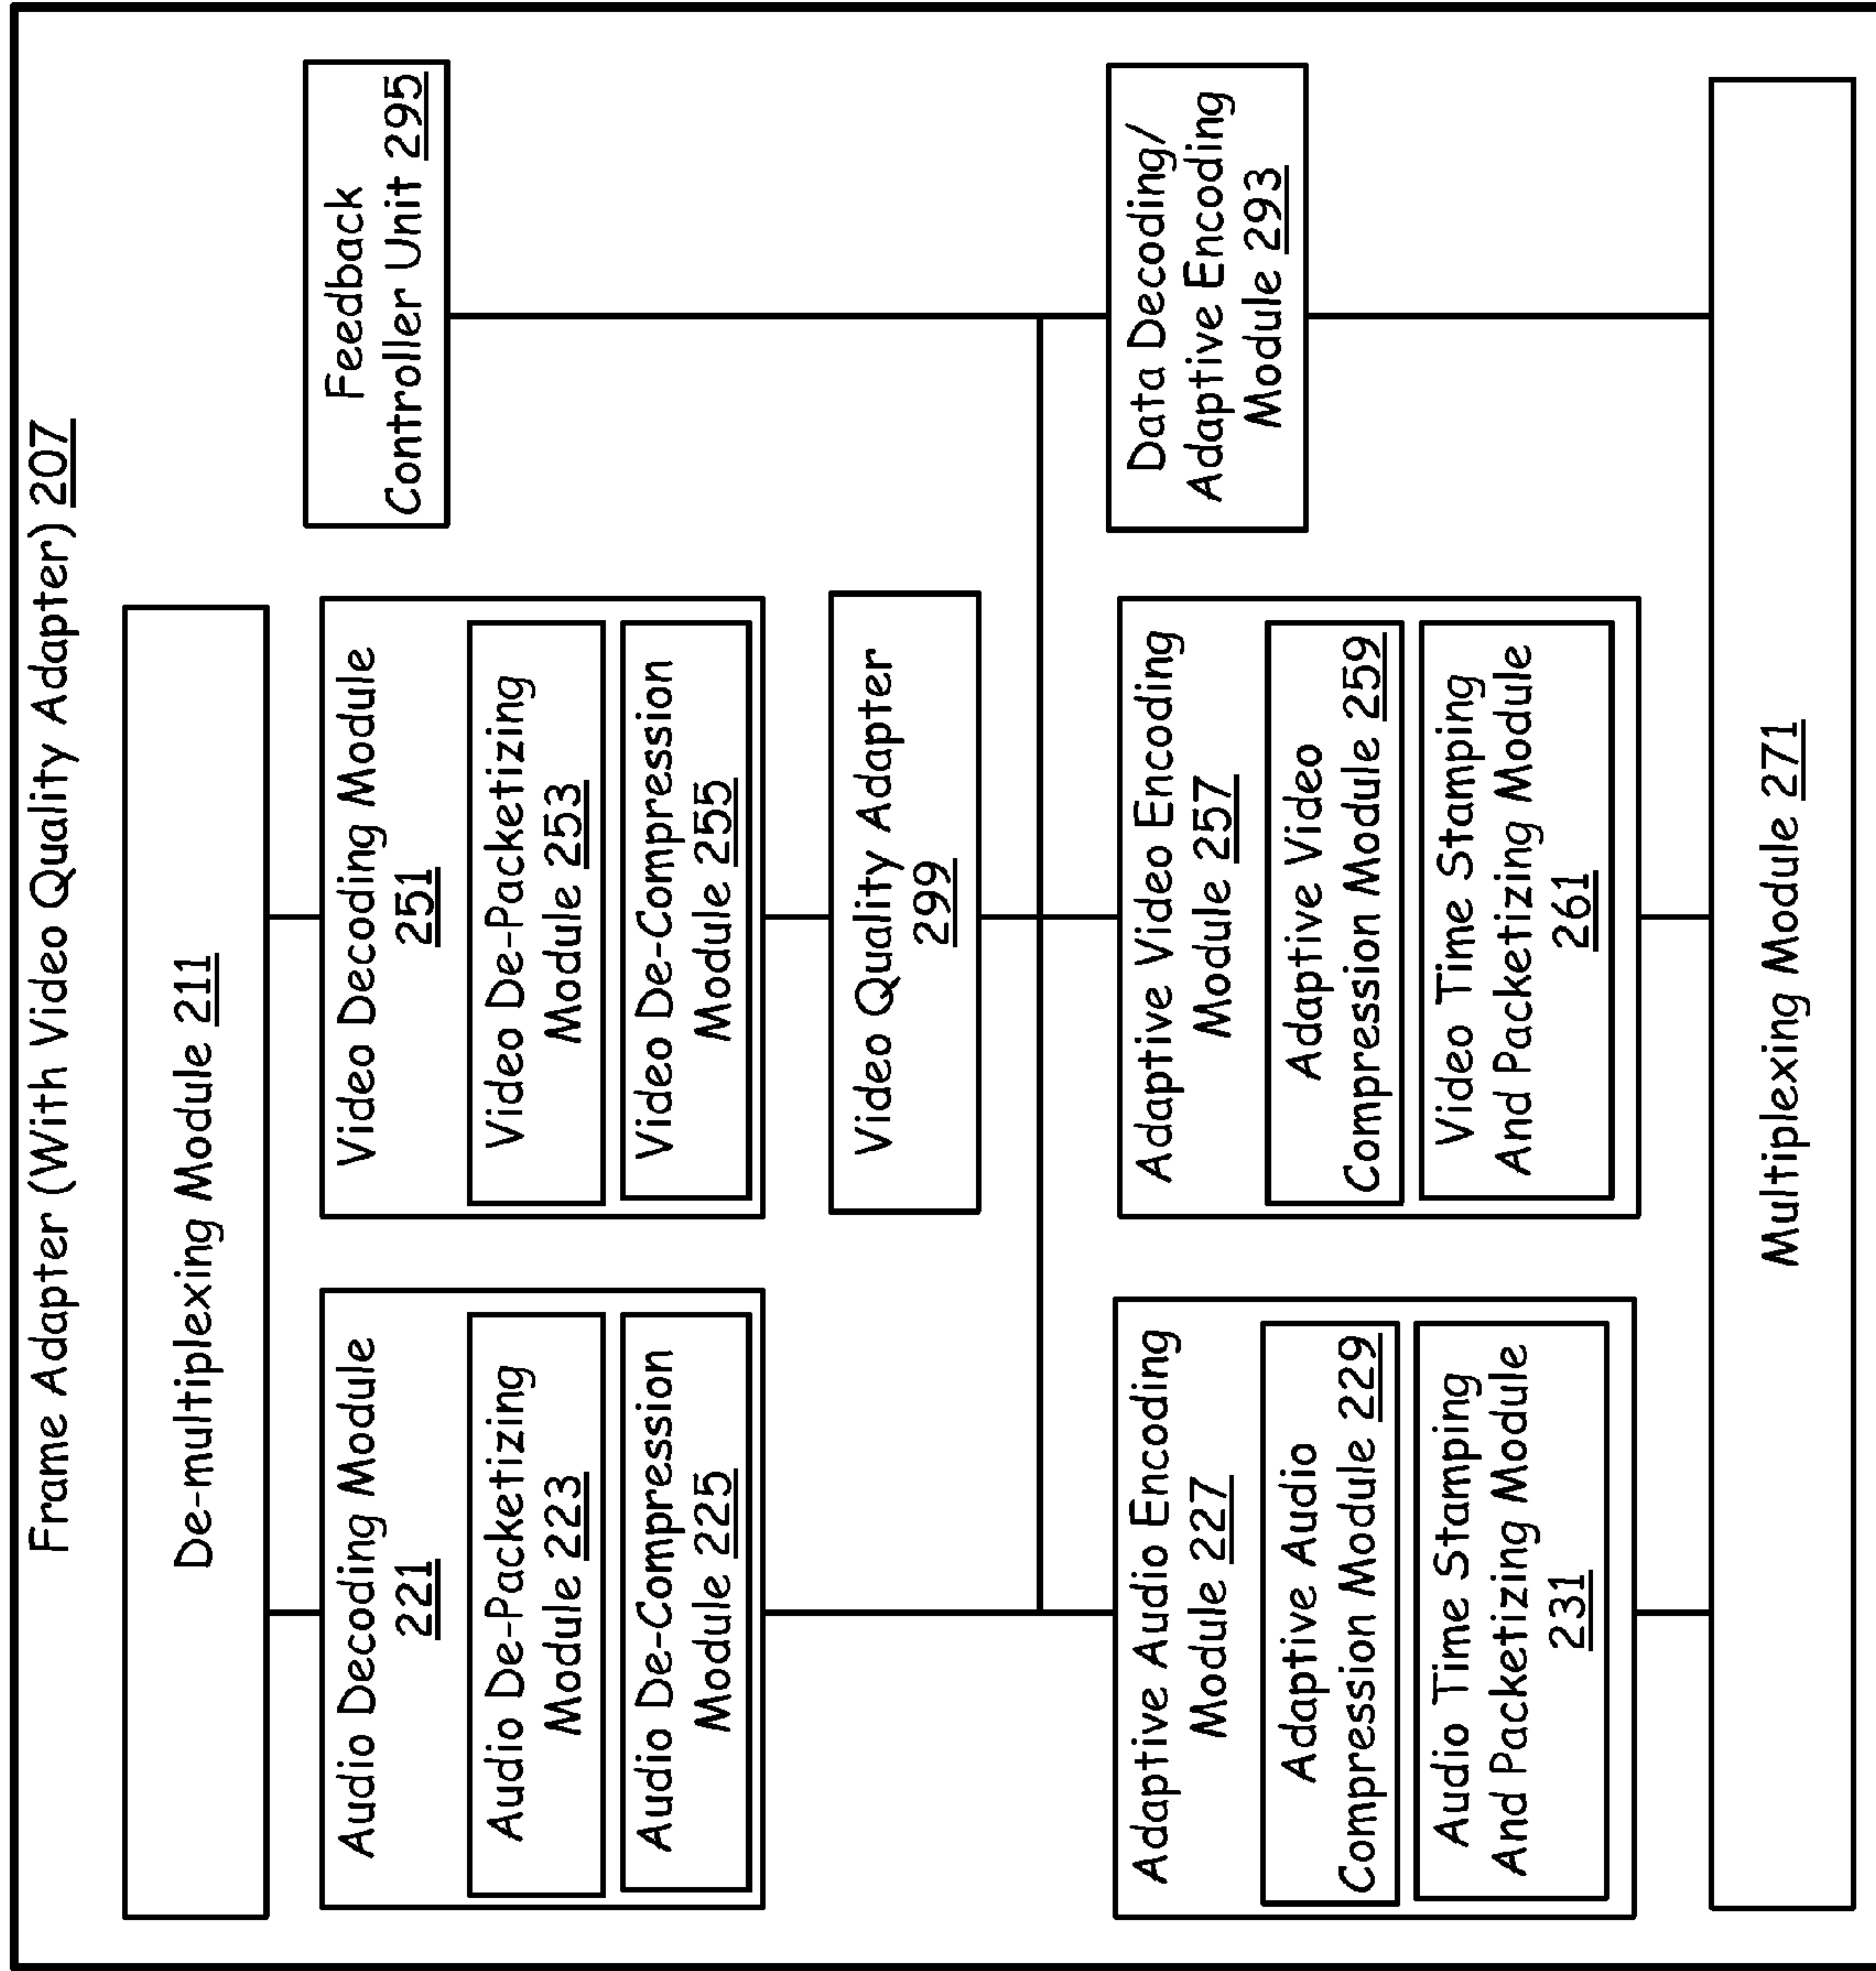 Frame Adapter (With Video Quality Adapter) 207
De-multiplexing Module 211
Audio Decoding Module
221
Audio De-Packetizing
Module 223
Audio De-Compression
Module 225
Video Decoding Module
251
Video De-Packetizing
Module 253
Video De-Compression
Module 255
Feedback
Controller Unit 295
Video Quality Adapter
299
Adaptive Audio Encoding
Module 227
Adaptive Audio
Compression Module 229
Audio Time Stamping
And Packetizing Module
231
Adaptive Video Encoding
Module 257
Adaptive Video
Compression Module 259
Video Time Stamping
And Packetizing Module
261
Data Decoding/
Adaptive Encoding
Module 293
Multiplexing Module 271